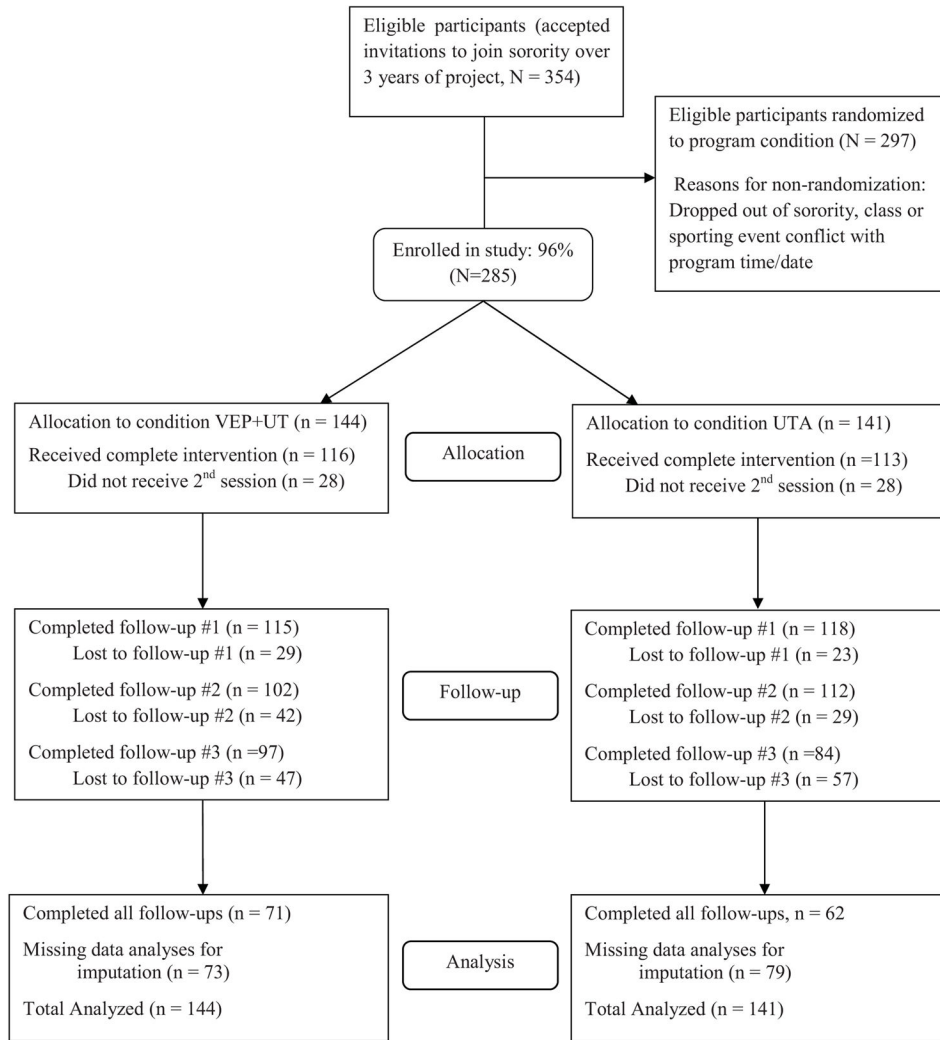 Eligible participants (accepted
invitations to join sorority over
3 years of project, N = 354)
Eligible participants randomized
to program condition (N = 297)
Reasons for non-randomization:
Dropped out of sorority, class or
sporting event conflict with
program time/date
Enrolled in study: 96%
(N=285)
Allocation to condition VEP+UT (n = 144)
Received complete intervention (n = 116)
Did not receive 2nd session (n = 28)
Allocation
Allocation to condition UTA (n = 141)
Received complete intervention (n =113)
Did not receive 2nd session (n = 28)
Completed follow-up #1 (n = 115)
Lost to follow-up #1 (n = 29)
Completed follow-up #2 (n = 102)
Lost to follow-up #2 (n = 42)
Completed follow-up #3 (n =97)
Lost to follow-up #3 (n = 47)
Follow-up
Completed follow-up #1 (n = 118)
Lost to follow-up #1 (n = 23)
Completed follow-up #2 (n = 112)
Lost to follow-up #2 (n = 29)
Completed follow-up #3 (n =84)
Lost to follow-up #3 (n = 57)
Completed all follow-ups (n = 71)
Missing data analyses for
imputation (n = 73)
Total Analyzed (n = 144)
Analysis
Completed all follow-ups, n = 62
Missing data analyses for
imputation (n = 79)
Total Analyzed (n = 141)